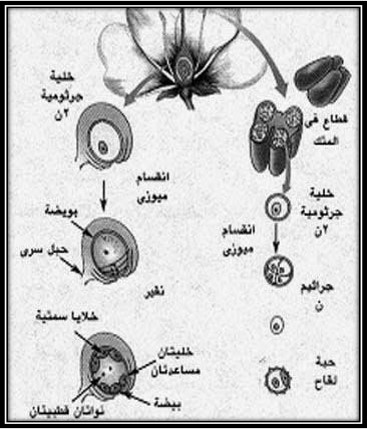 قطاع فى
المتك
خلية
جرثومية
٢ن
انقسام
ميوزى
جراثيم
ن
حبة
لقاح
خلية
جرثومية
٢ن
انقسام
ميوزى
بويضة
حبل سرى
نقير
خلايا سمتية
خليتان
مساعدتان
بيضة
نواتان قطبيتان